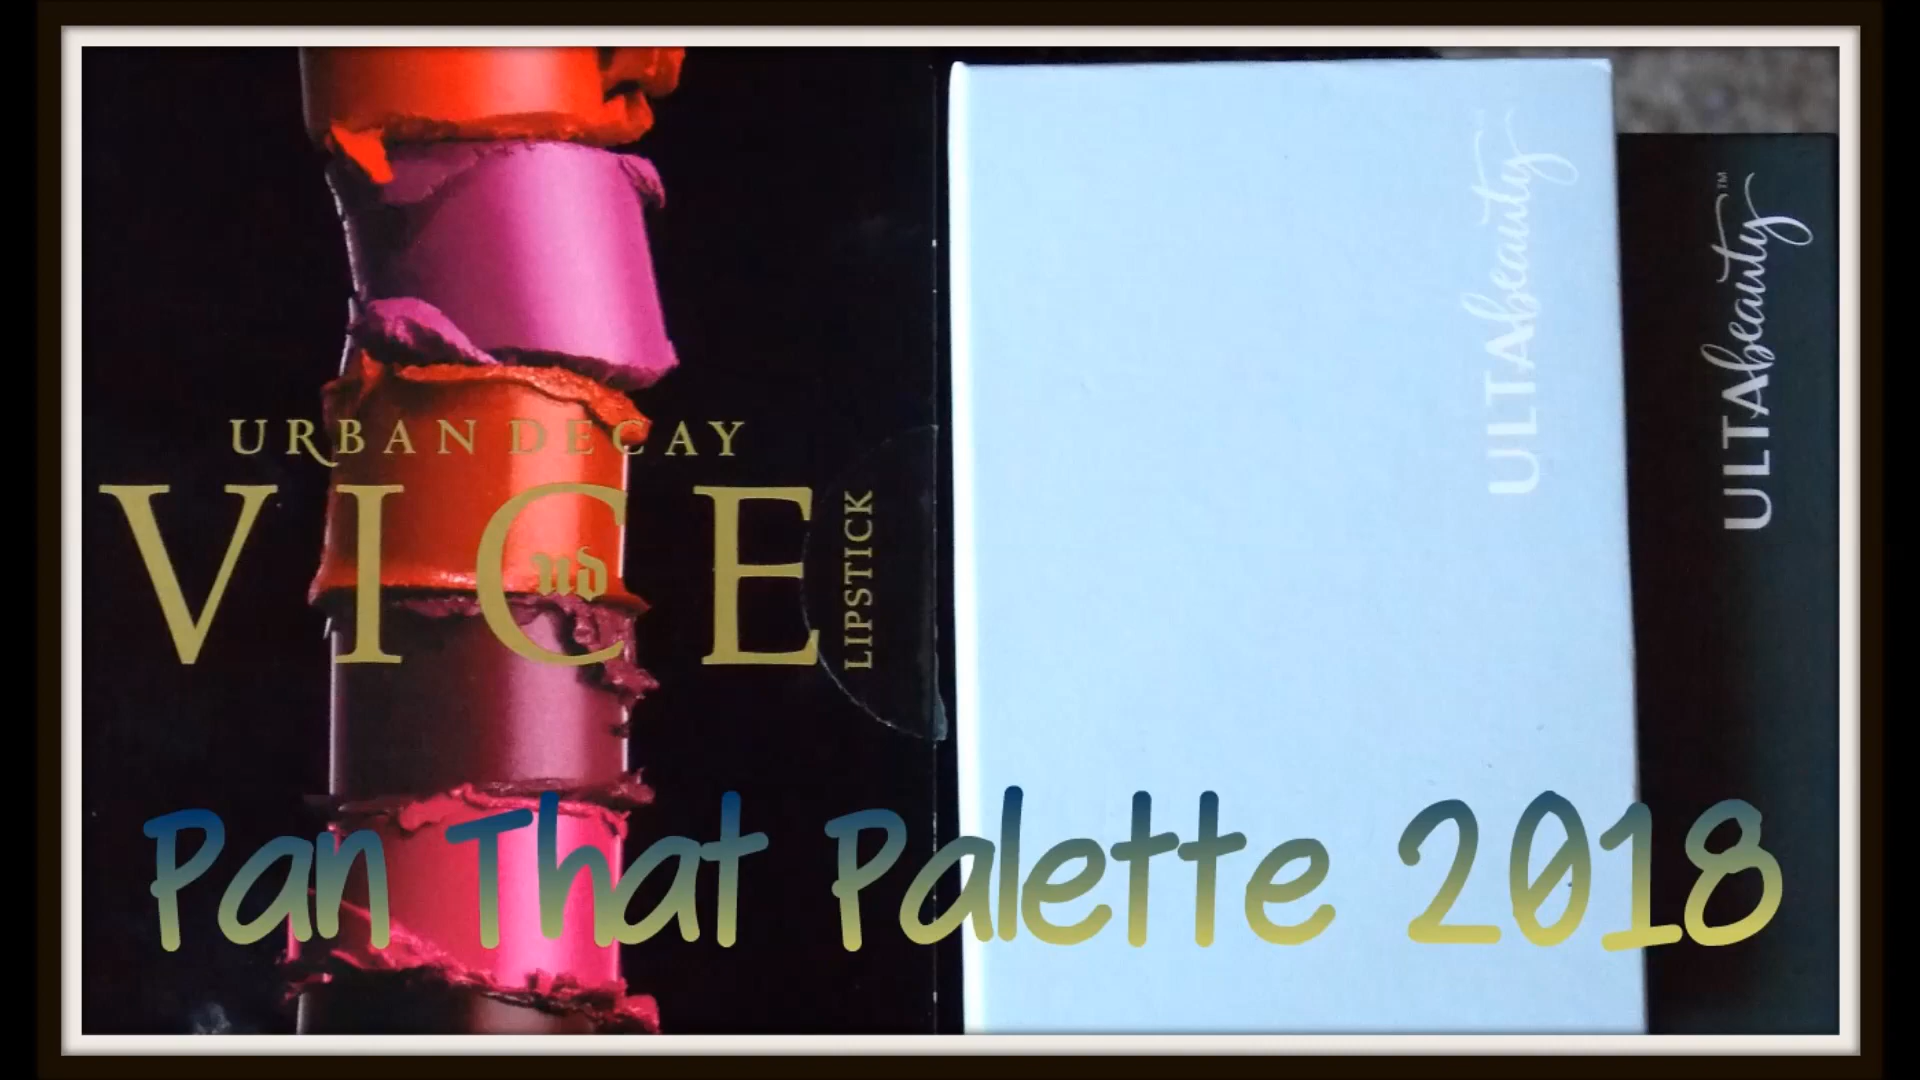 URBAN DECAY
VICE
ud
LIPSTICK
ULTAbeauty
ULTAbeauty™
Pan That Palette 2018